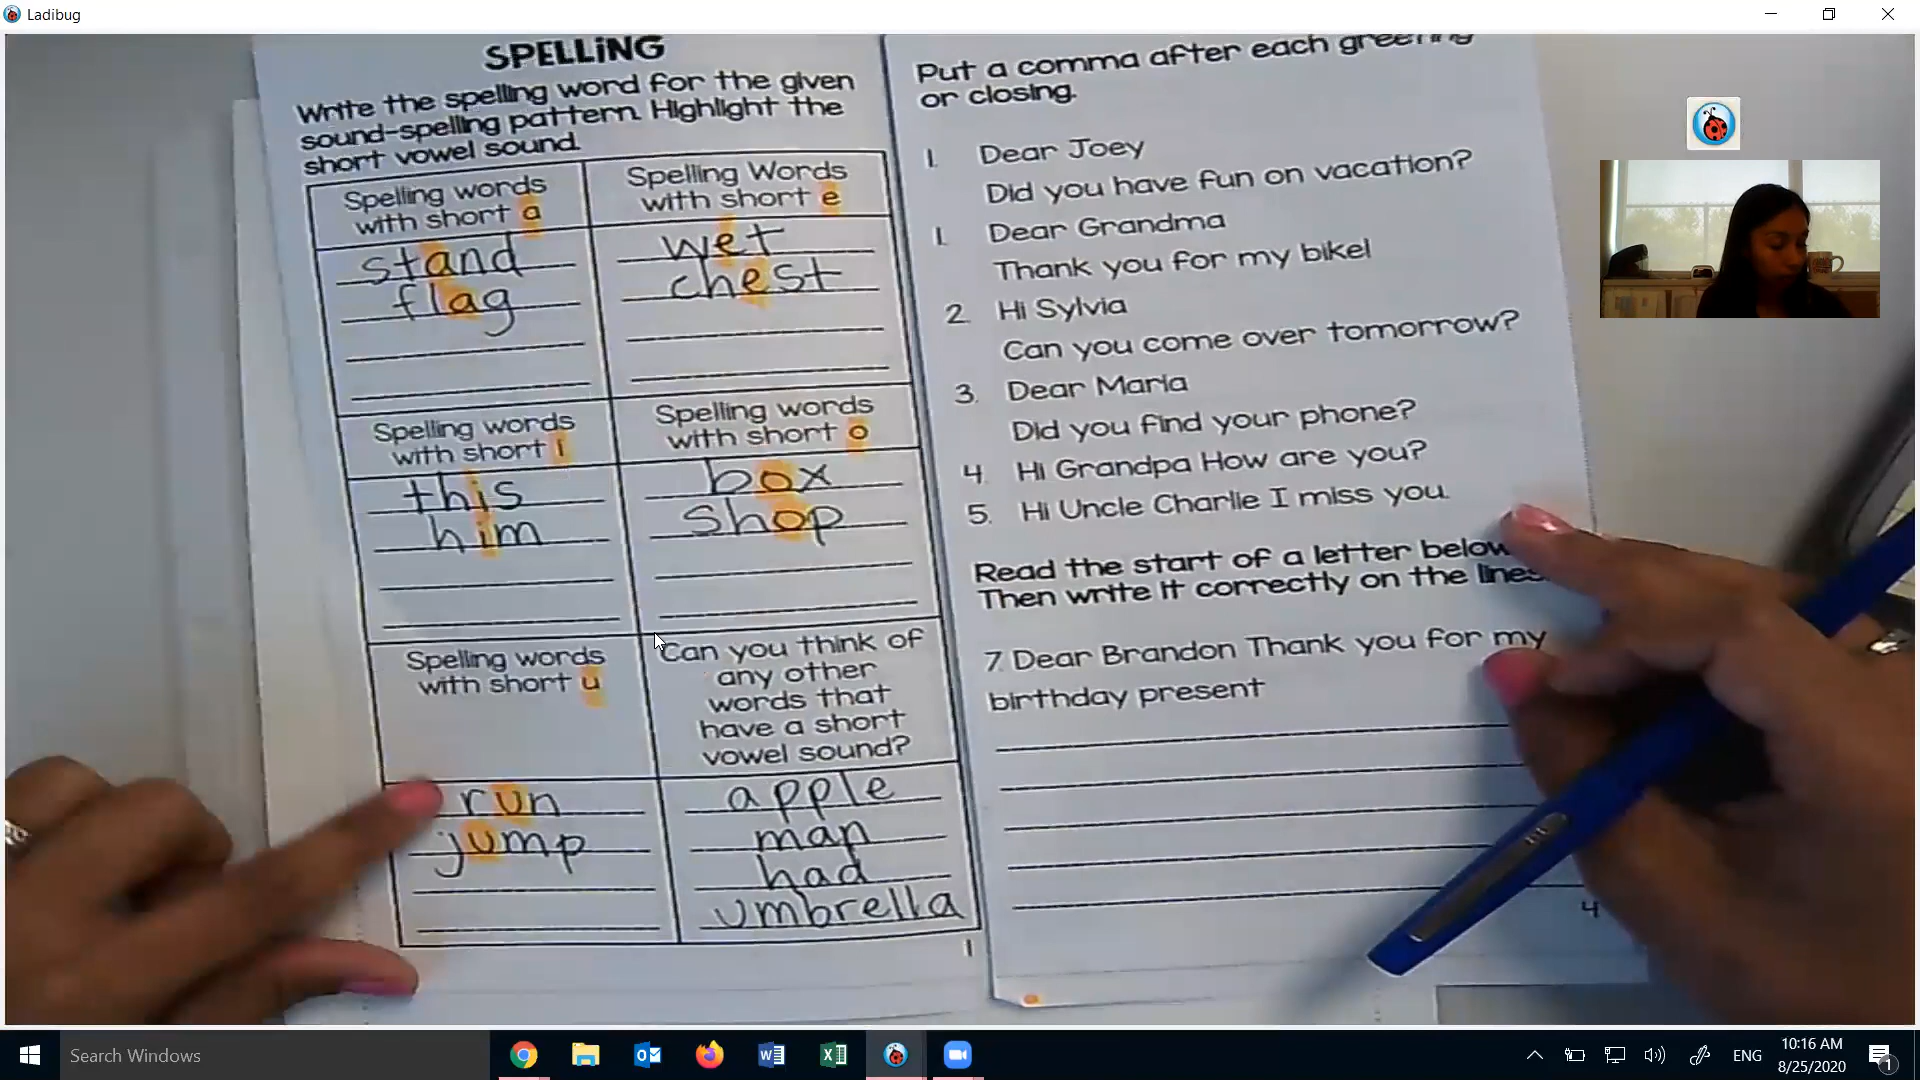 Ladibug
SPELLING
Write the spelling word for the given
sound-spelling pattern. Highlight the
short vowel sound.
Spelling words
with short a
stand
flag
Spelling Words
with short e
wet
chest
Spelling words
with short i
this
him
Spelling words
with short o
box
shop
Spelling words
with short u
run
jump
Can you think of
any other
words that
have a short
vowel sound?
apple
man
had
umbrella
1
Put a comma after each greeting
or closing.
1. Dear Joey
Did you have fun on vacation?
1. Dear Grandma
Thank you for my bike!
2. Hi Sylvia
Can you come over tomorrow?
3. Dear Maria
Did you find your phone?
4. Hi Grandpa How are you?
5. Hi Uncle Charlie I miss you.
Read the start of a letter below.
Then write it correctly on the lines.
7. Dear Brandon Thank you for my
birthday present
4
Search Windows
ENG
10:16 AM
8/25/2020
1